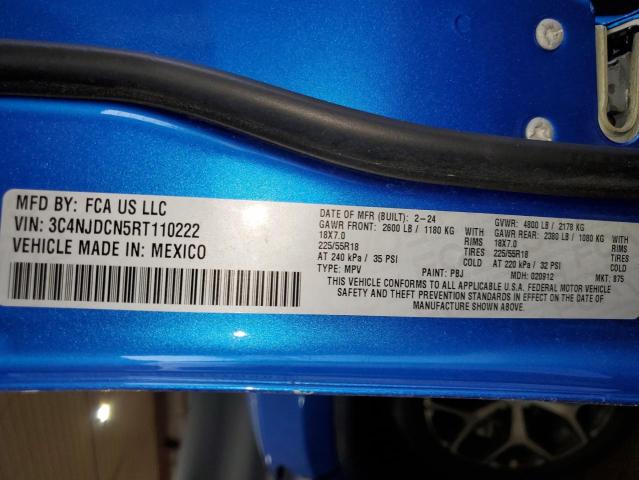 MFD BY: FCA US LLC
VIN: 3C4NJDCN5RT110222
VEHICLE MADE IN: MEXICO
DATE OF MFR (BUILT): 2-24 GVWR: 4800 LB / 2178 KG
GAWR FRONT: 2600 LB / 1180 KG WITH GAWR REAR: 2380 LB / 1080 KG WITH
18X7.0 RIMS 18X7.0 RIMS
225/55R18 TIRES 225/55R18 TIRES
AT 240 kPa / 35 PSI COLD AT 220 kPa / 32 PSI COLD
TYPE: MPV PAINT: PBJ MDH: 020912 MKT: 875
THIS VEHICLE CONFORMS TO ALL APPLICABLE U.S.A. FEDERAL MOTOR VEHICLE
SAFETY AND THEFT PREVENTION STANDARDS IN EFFECT ON THE DATE OF
MANUFACTURE SHOWN ABOVE.